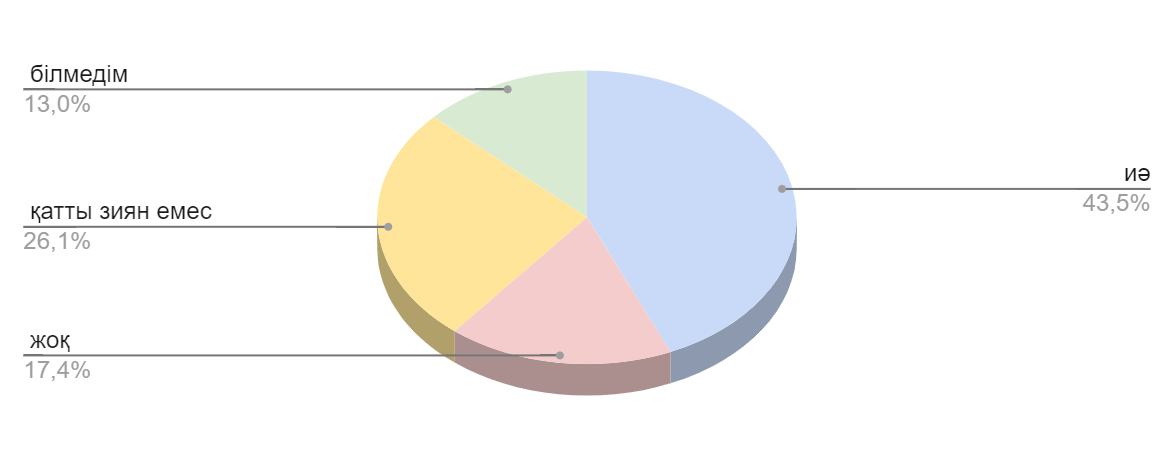 білмедім
13,0%
иә
43,5%
қатты зиян емес
26,1%
жоқ
17,4%